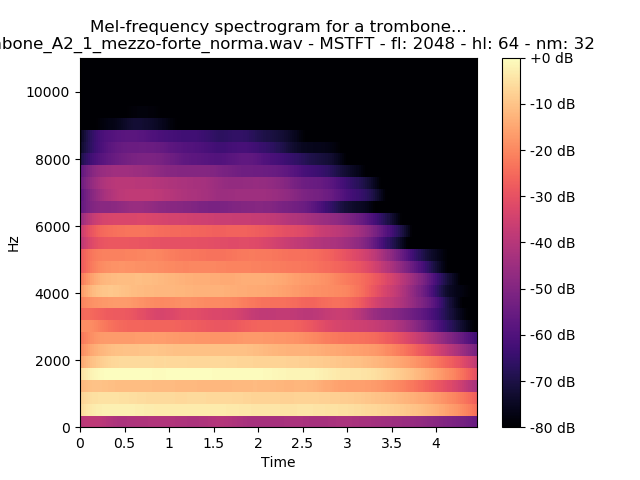 Mel-frequency spectrogram for a trombone...
bone_A2_1_mezzo-forte_norma.wav - MSTFT - fl: 2048 - hl: 64 - nm: 32
+0 dB
10000
-10 dB
8000
-20 dB
-30 dB
6000
Hz
-40 dB
4000
-50 dB
-60 dB
2000
-70 dB
0
-80 dB
0 0.5 1 1.5 2 2.5 3 3.5 4
Time